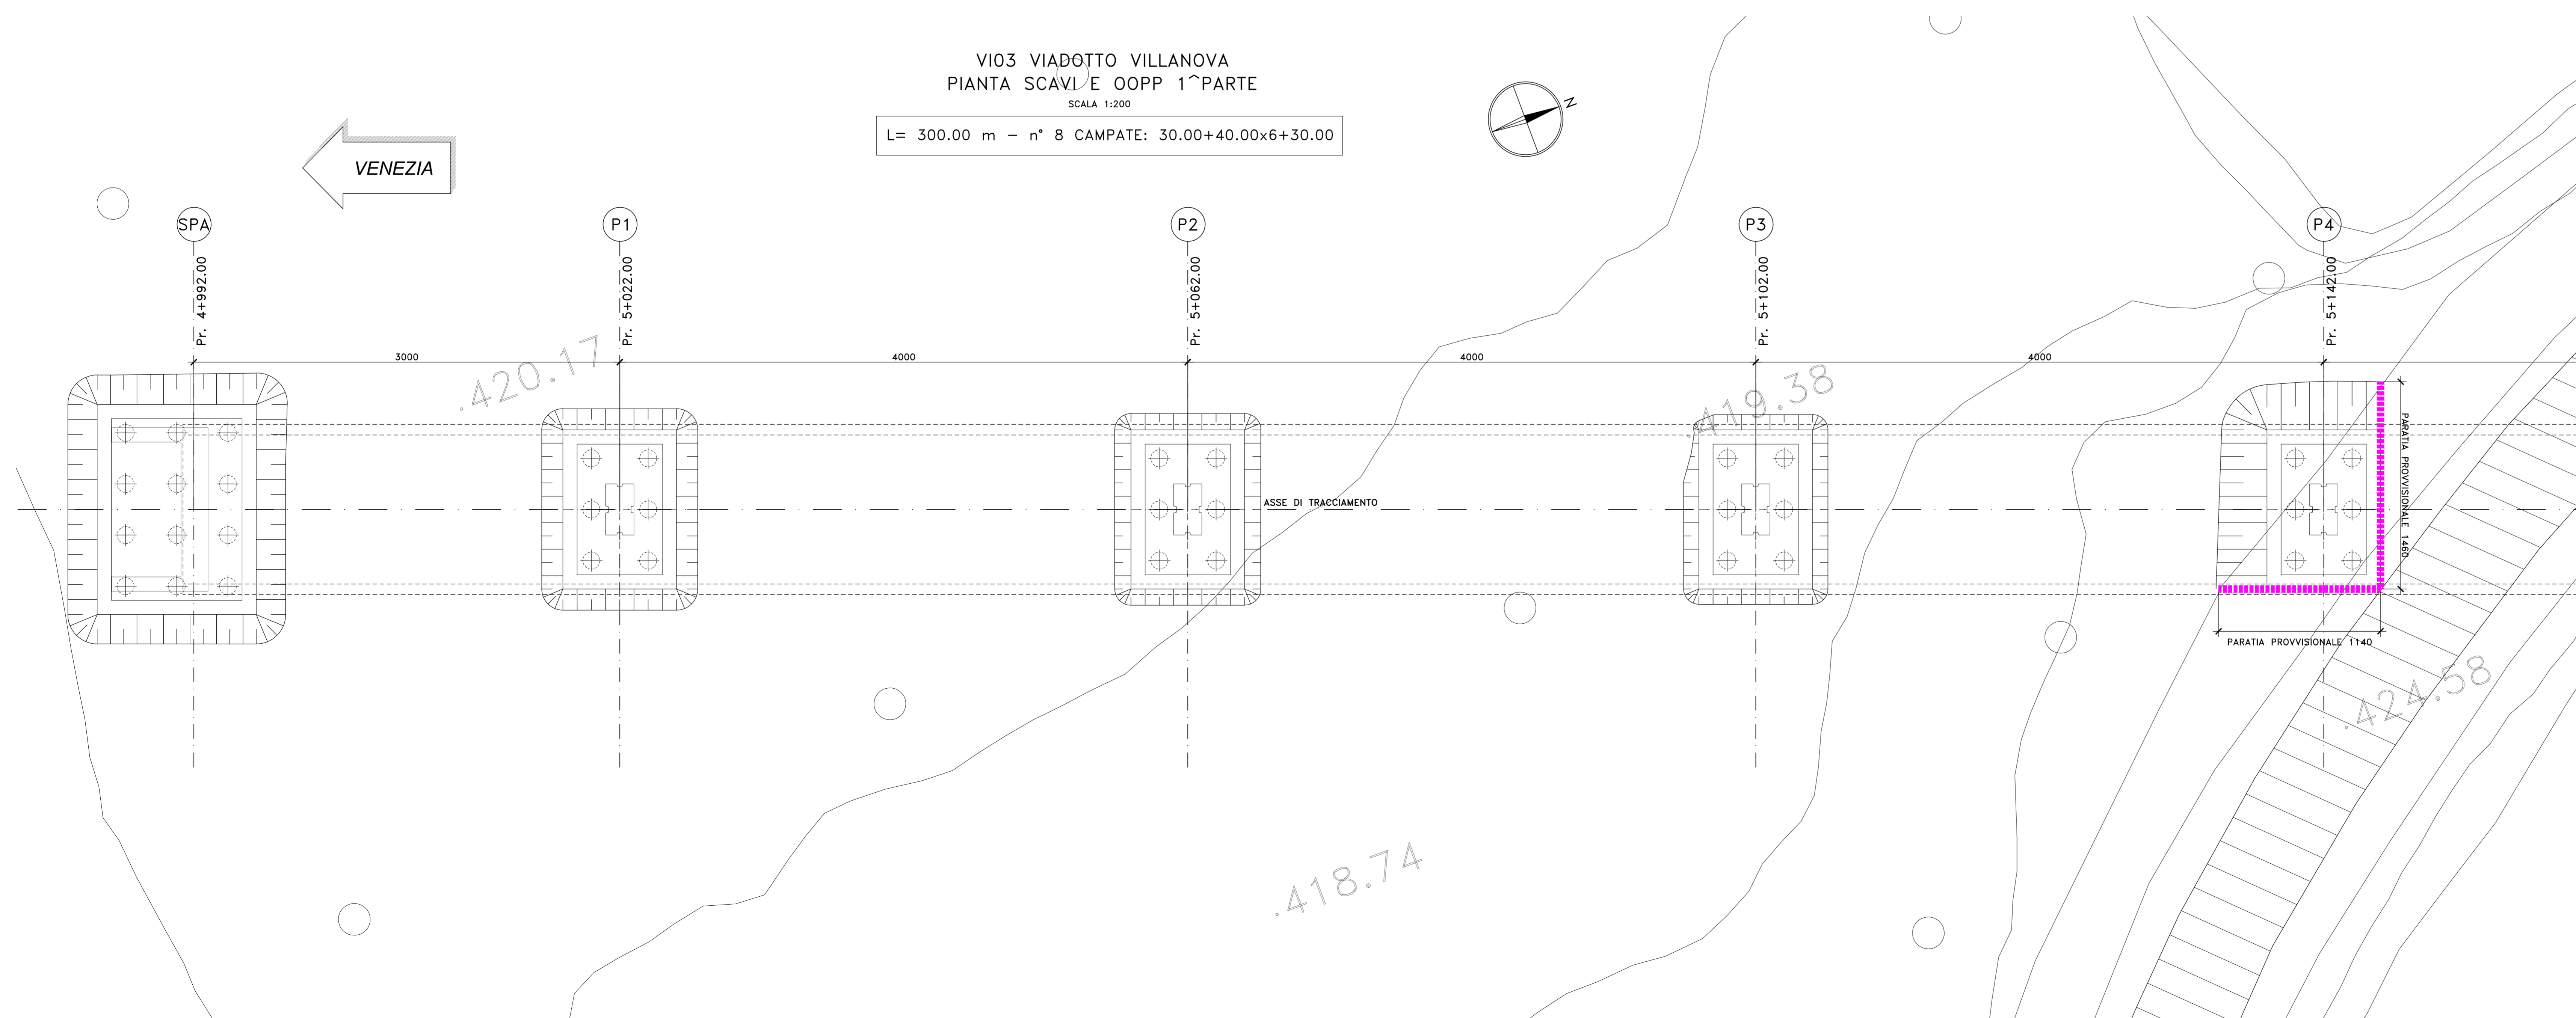 VI03 VIADOTTO VILLANOVA
PIANTA SCAVI E OOPP 1^PARTE
SCALA 1:200
L= 300.00 m - n° 8 CAMPATE: 30.00+40.00x6+30.00
N
VENEZIA
SPA
P1
P2
P3
P4
Pr. 4+992.00
Pr. 5+022.00
Pr. 5+062.00
Pr. 5+102.00
Pr. 5+142.00
3000
4000
4000
4000
.420.17
.419.38
ASSE DI TRACCIAMENTO
PARATIA PROVVISIONALE 1460
PARATIA PROVVISIONALE 1140
.424.58
.418.74